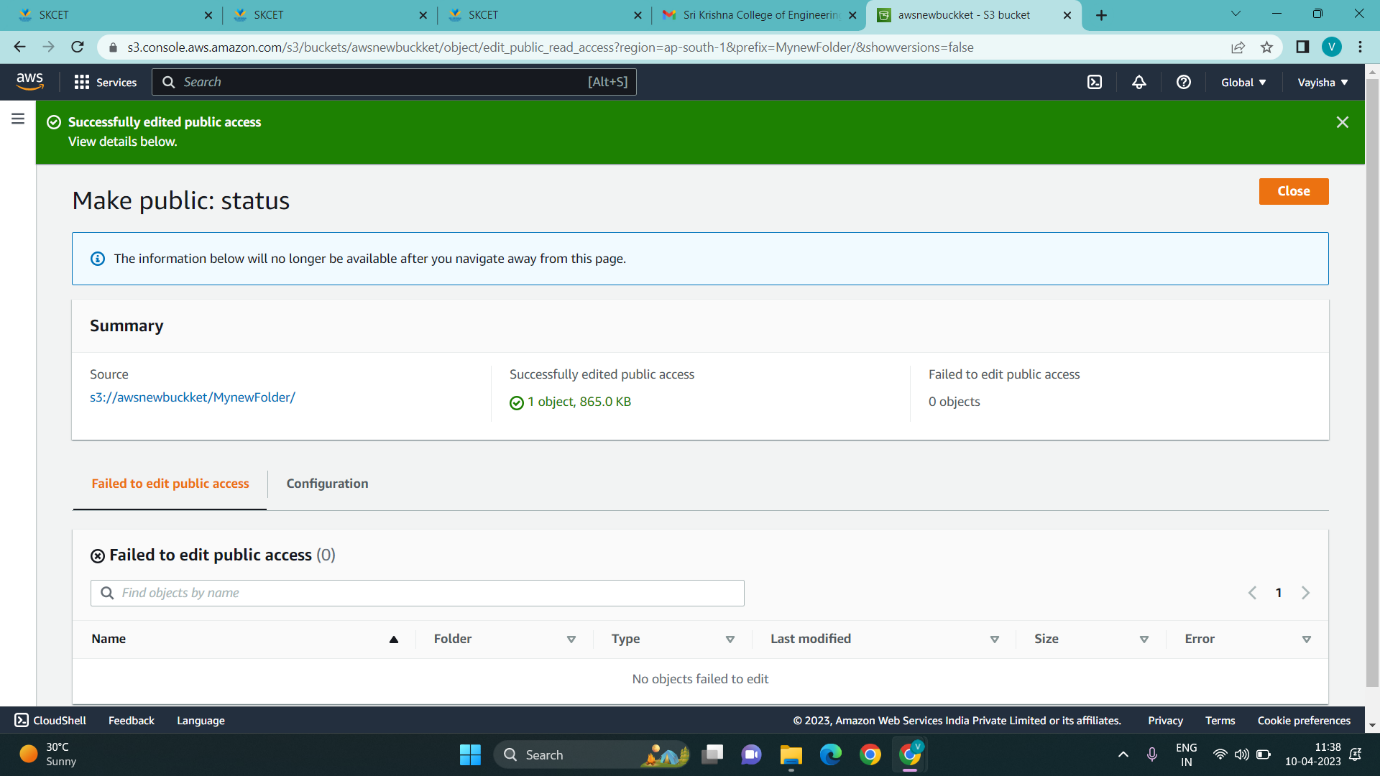 SKCET
SKCET
SKCET
Sri Krishna College of Engineering
awsnewbuckket - S3 bucket
s3.console.aws.amazon.com/s3/buckets/awsnewbuckket/object/edit_public_read_access?region=ap-south-1&prefix=MynewFolder/&showversions=false
V
aws
Services
Search
[Alt+S]
Global
Vayisha
Successfully edited public access
View details below.
Make public: status
Close
The information below will no longer be available after you navigate away from this page.
Summary
Source
Successfully edited public access
Failed to edit public access
s3://awsnewbuckket/MynewFolder/
1 object, 865.0 KB
0 objects
Failed to edit public access
Configuration
Failed to edit public access (0)
Find objects by name
1
Name
Folder
Type
Last modified
Size
Error
No objects failed to edit
CloudShell
Feedback
Language
© 2023, Amazon Web Services India Private Limited or its affiliates.
Privacy
Terms
Cookie preferences
30°C
Sunny
Search
V
ENG
IN
11:38
10-04-2023